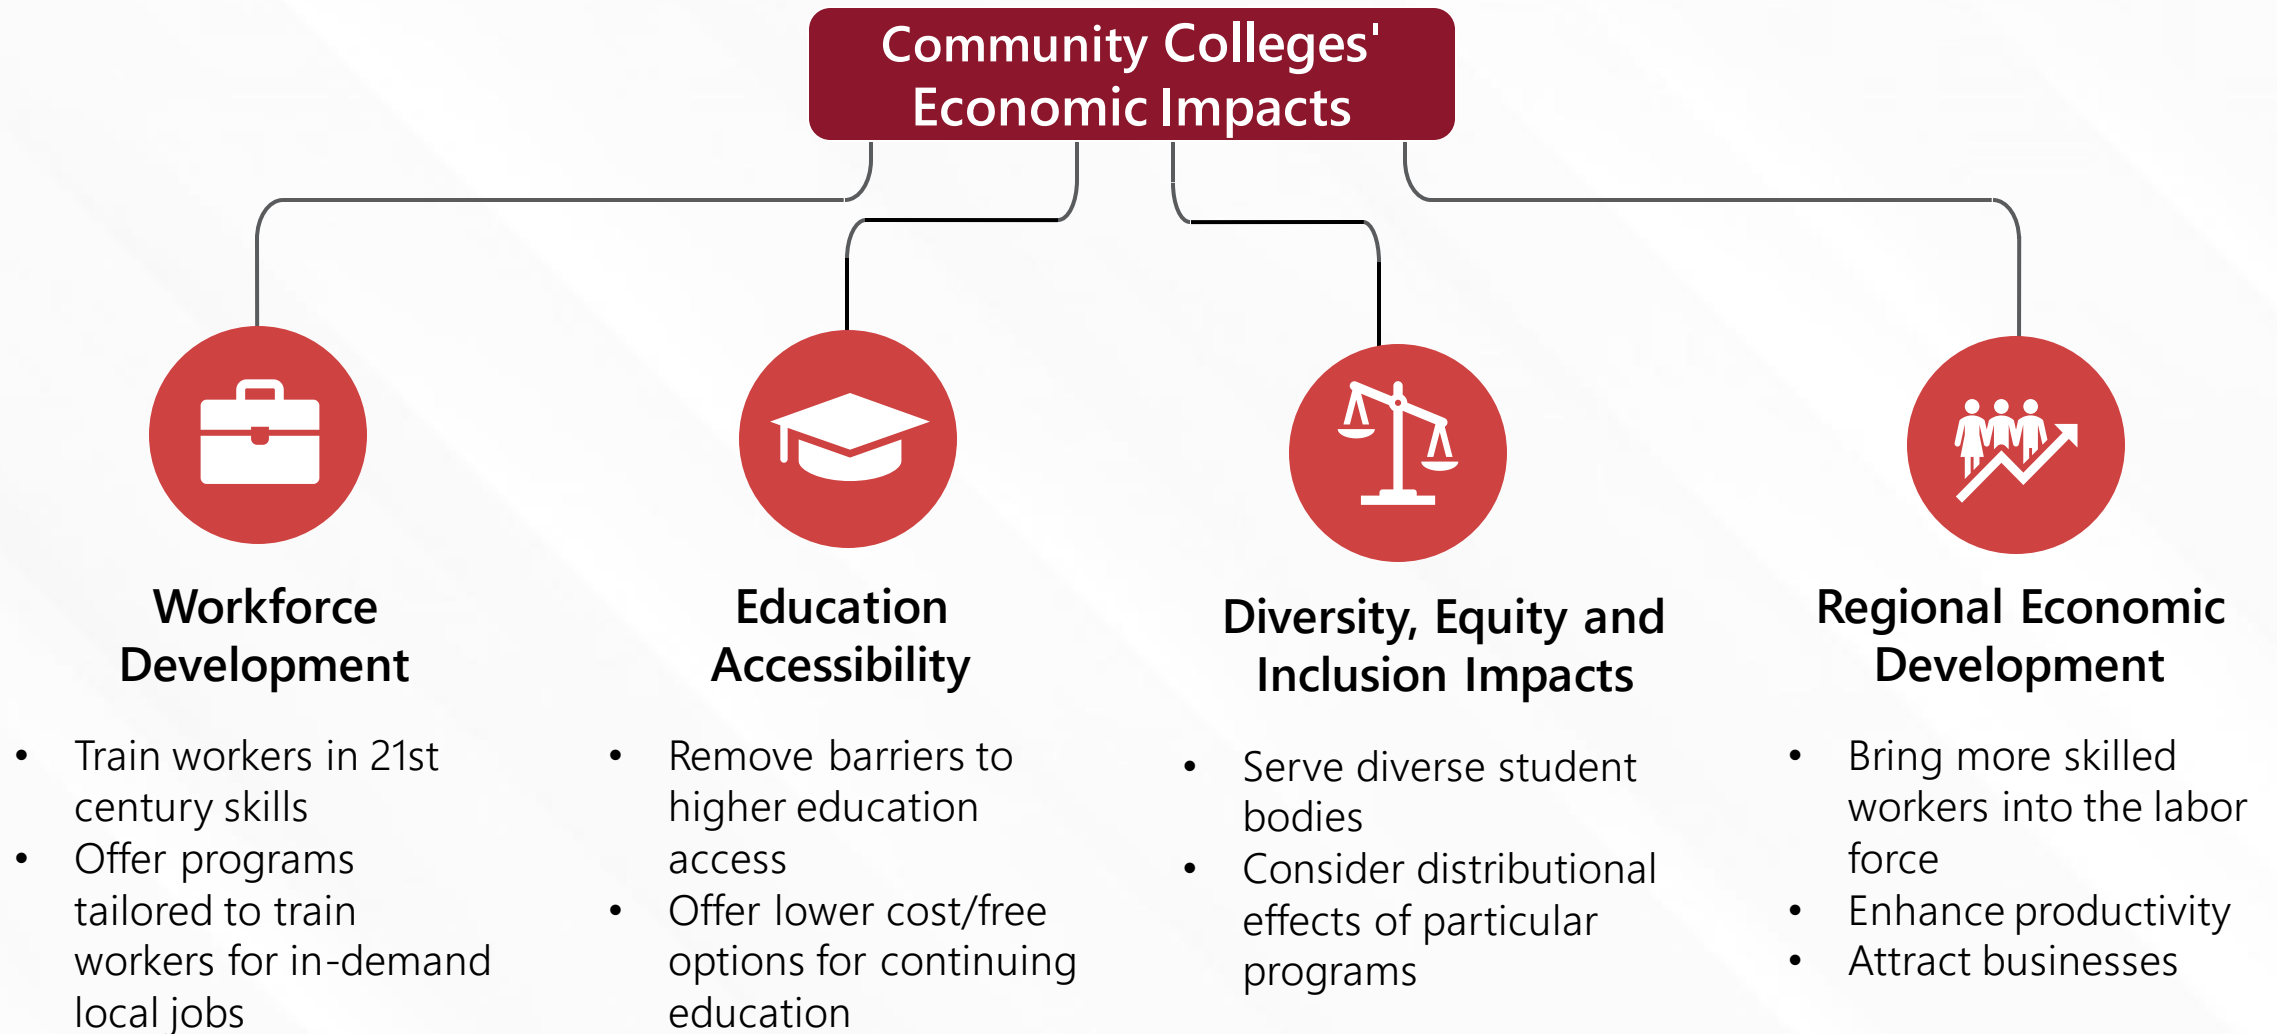 Community Colleges'
Economic Impacts
Workforce
Development
• Train workers in 21st
century skills
• Offer programs
tailored to train
workers for in-demand
local jobs
Education
Accessibility
• Remove barriers to
higher education
access
• Offer lower cost/free
options for continuing
education
Diversity, Equity and
Inclusion Impacts
• Serve diverse student
bodies
• Consider distributional
effects of particular
programs
Regional Economic
Development
• Bring more skilled
workers into the labor
force
• Enhance productivity
• Attract businesses